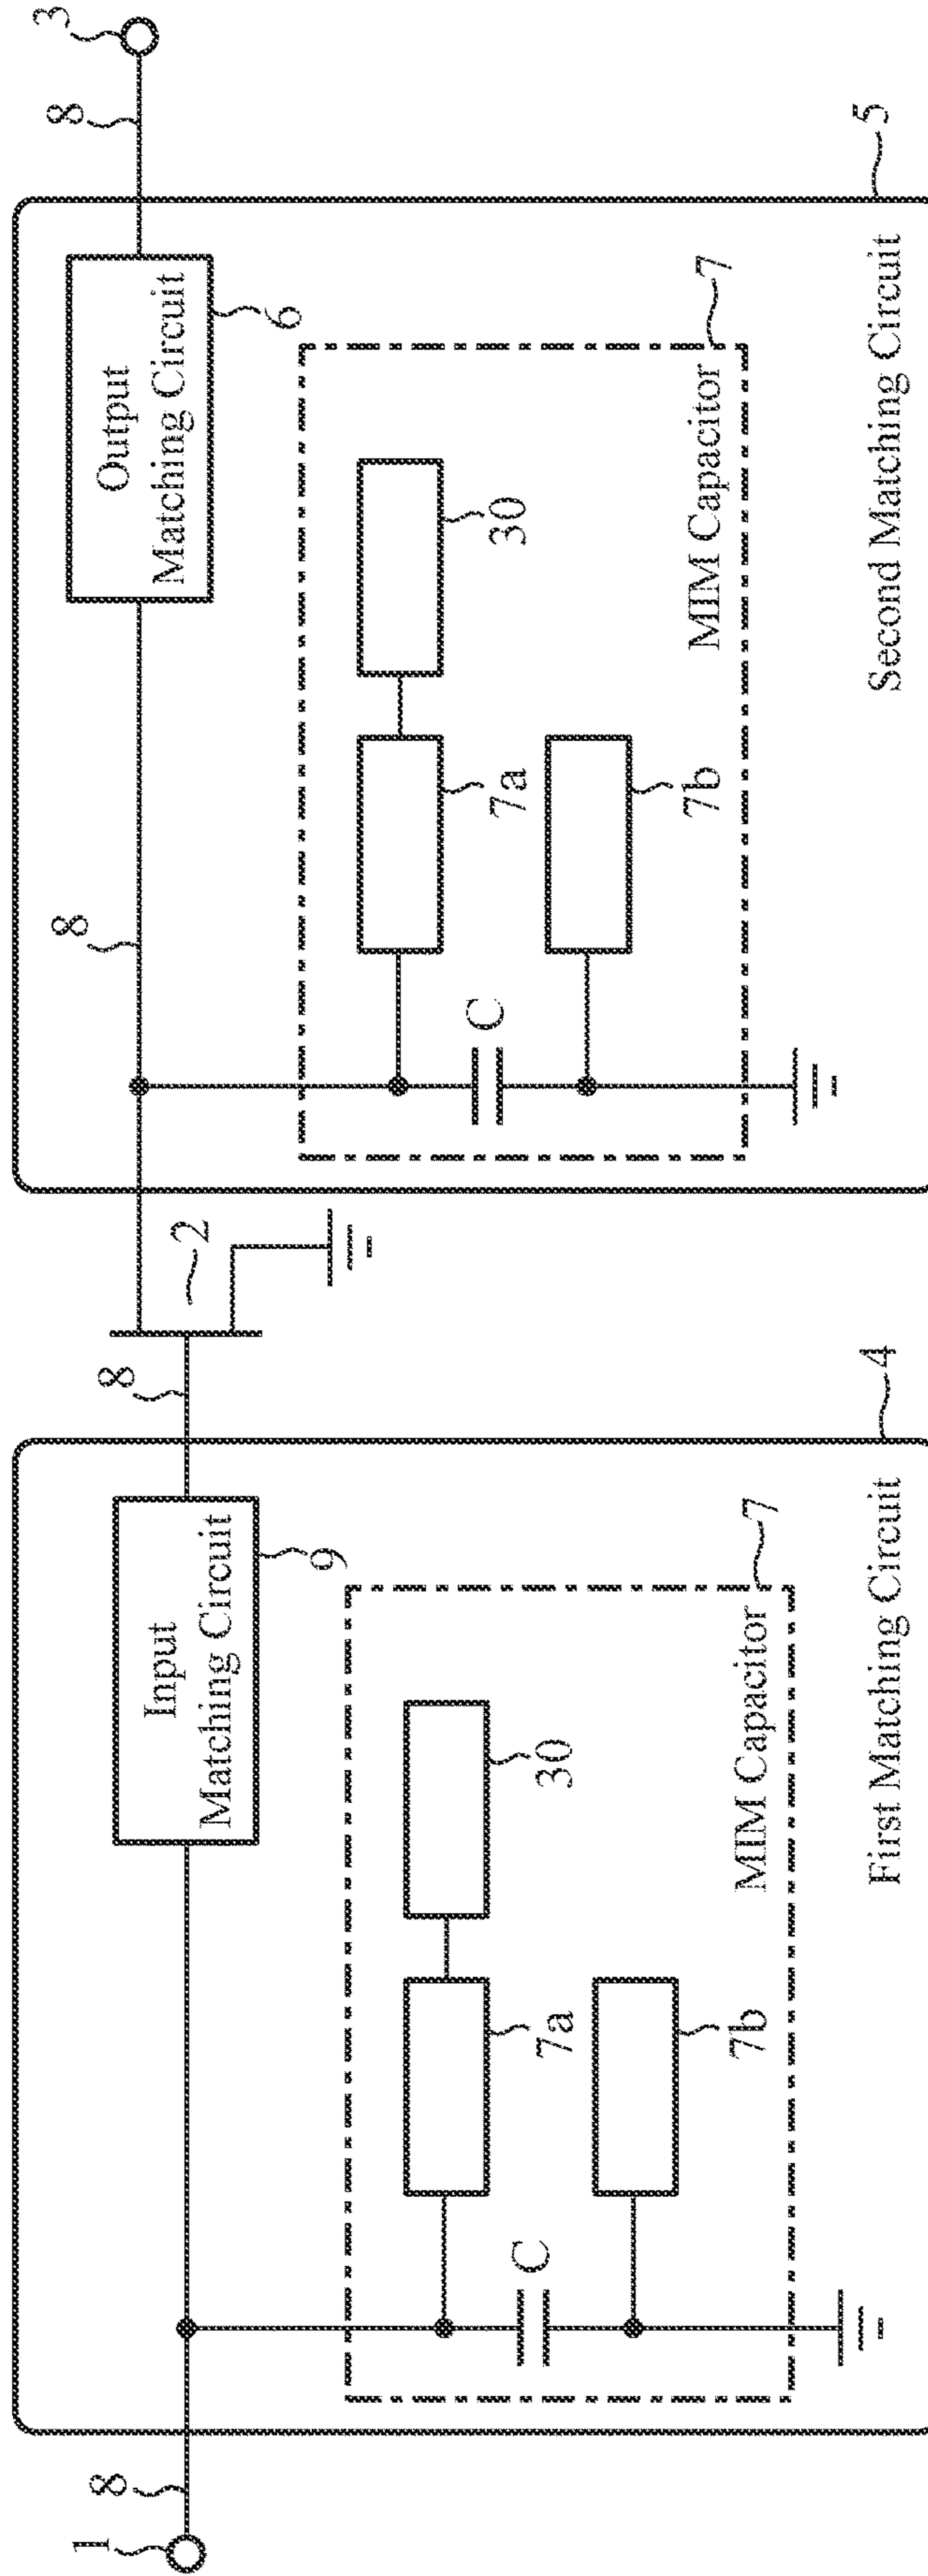 1
8
Input
Matching Circuit
9
7a
30
C
7b
MIM Capacitor
7
First Matching Circuit
4
8
2
8
Output
Matching Circuit
6
7a
30
C
7b
MIM Capacitor
7
Second Matching Circuit
5
8
3